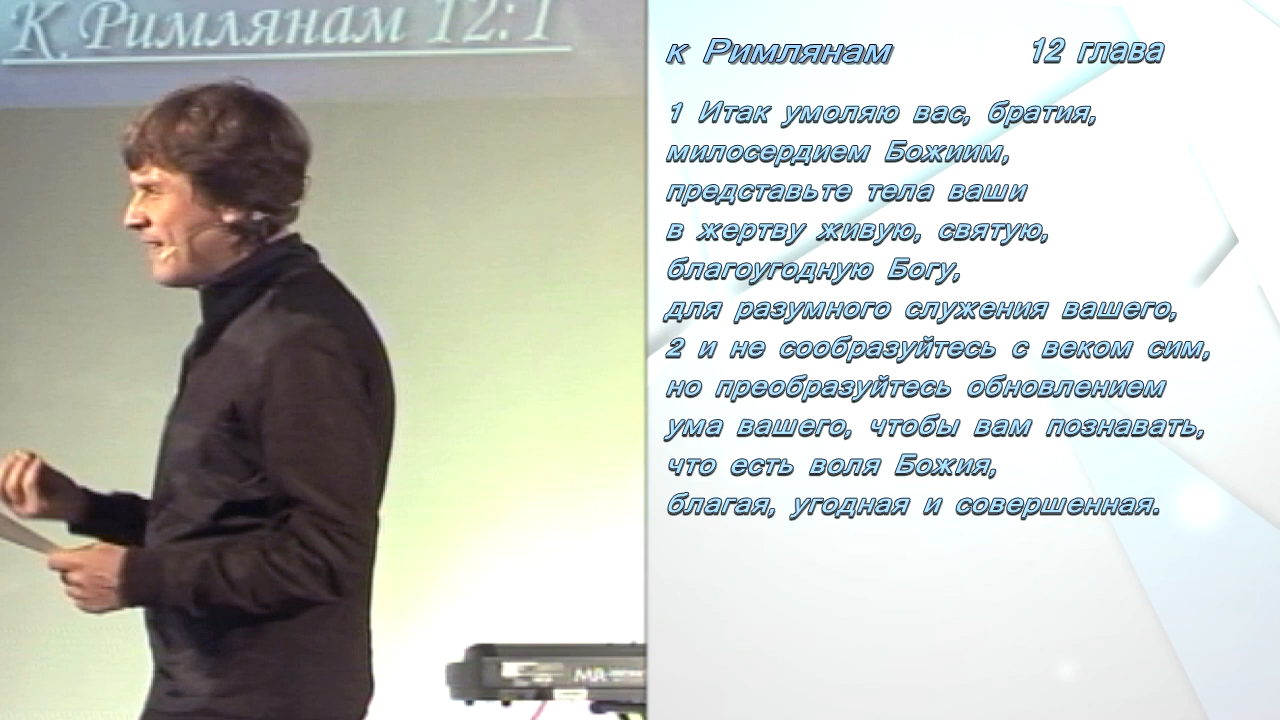 К Римлянам 12:1
к Римлянам 12 глава
1 Итак умоляю вас, братия,
милосердием Божиим,
представьте тела ваши
в жертву живую, святую,
благоугодную Богу,
для разумного служения вашего,
2 и не сообразуйтесь с веком сим,
но преобразуйтесь обновлением
ума вашего, чтобы вам познавать,
что есть воля Божия,
благая, угодная и совершенная.
MR